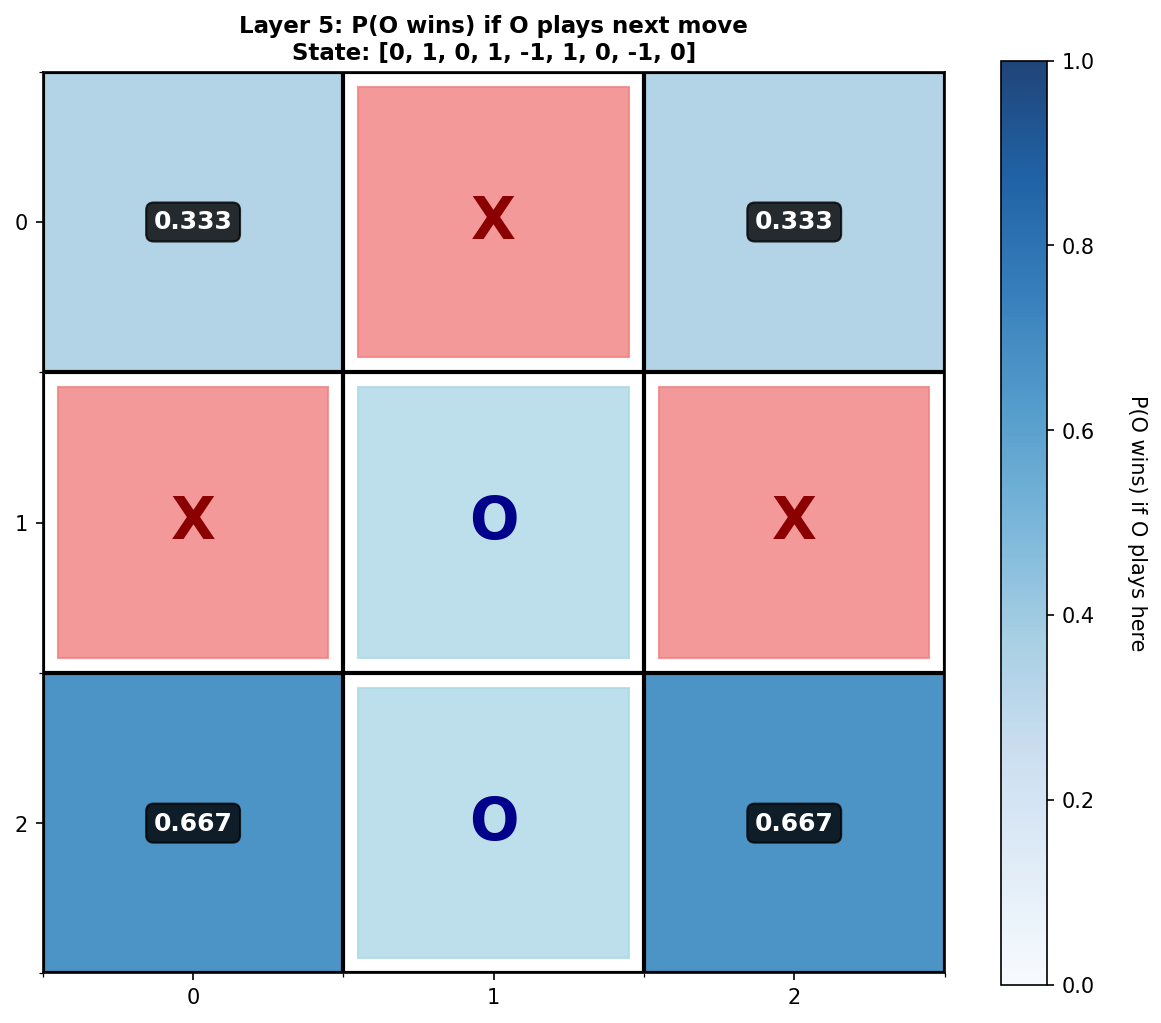 Layer 5: P(O wins) if O plays next move
State: [0, 1, 0, 1, -1, 1, 0, -1, 0]
0.333
X
0.333
X
O
X
0.667
O
0.667
0
1
2
0
1
2
1.0
0.8
0.6
0.4
0.2
0.0
P(O wins) if O plays here